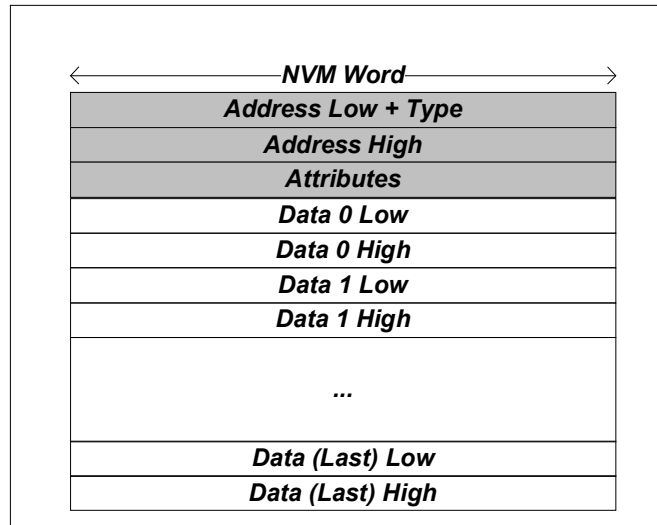 NVM Word
Address Low + Type
Address High
Attributes
Data 0 Low
Data 0 High
Data 1 Low
Data 1 High
...
Data (Last) Low
Data (Last) High